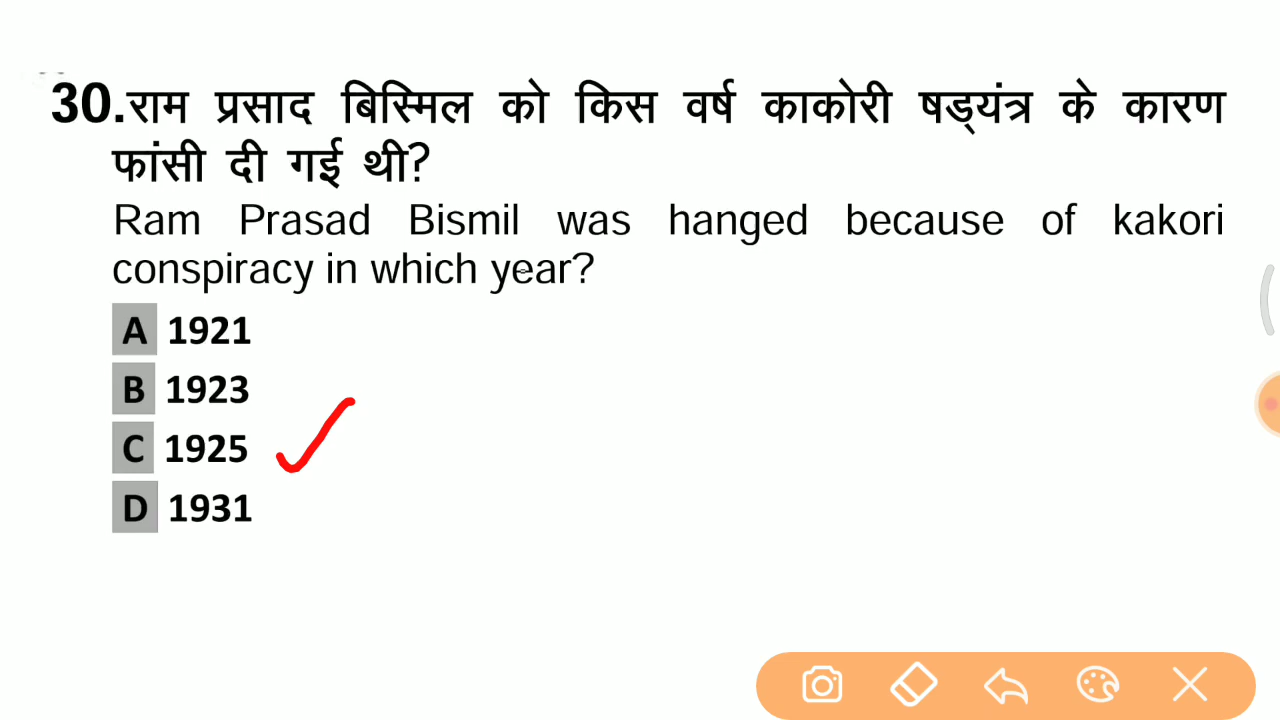 30.राम प्रसाद बिस्मिल को किस वर्ष काकोरी षड्यंत्र के कारण
फांसी दी गई थी?
Ram Prasad Bismil was hanged because of kakori
conspiracy in which year?
A 1921
B 1923
C 1925
D 1931